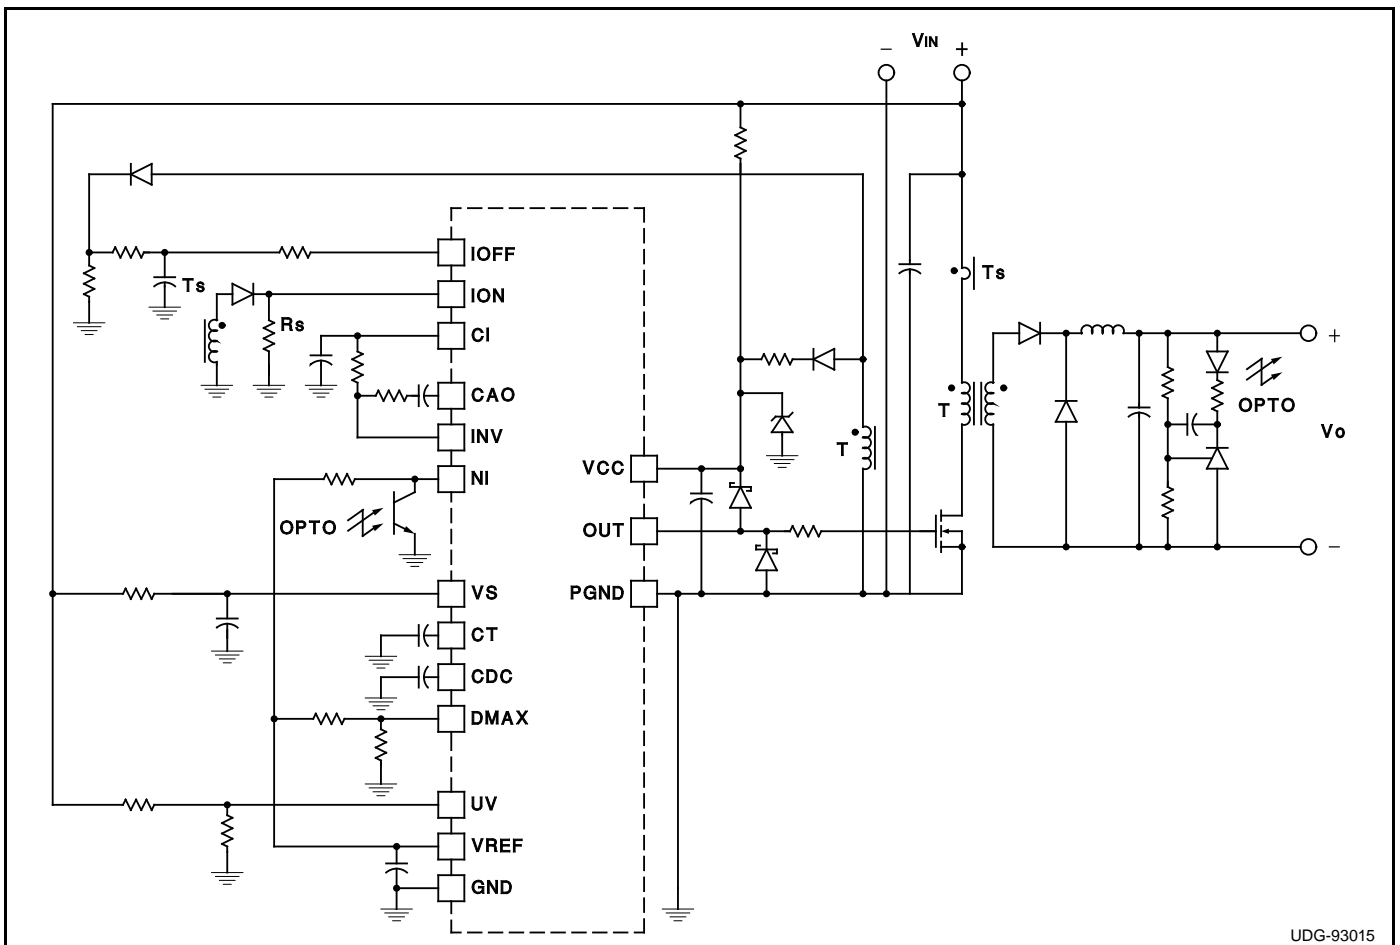 − VIN +
Ts
IOFF
Ts
ION
Rs
CI
CAO
INV
NI
OPTO
VS
CT
CDC
DMAX
UV
VREF
GND
VCC
OUT
PGND
T
T
+
OPTO
Vo
−
UDG-93015